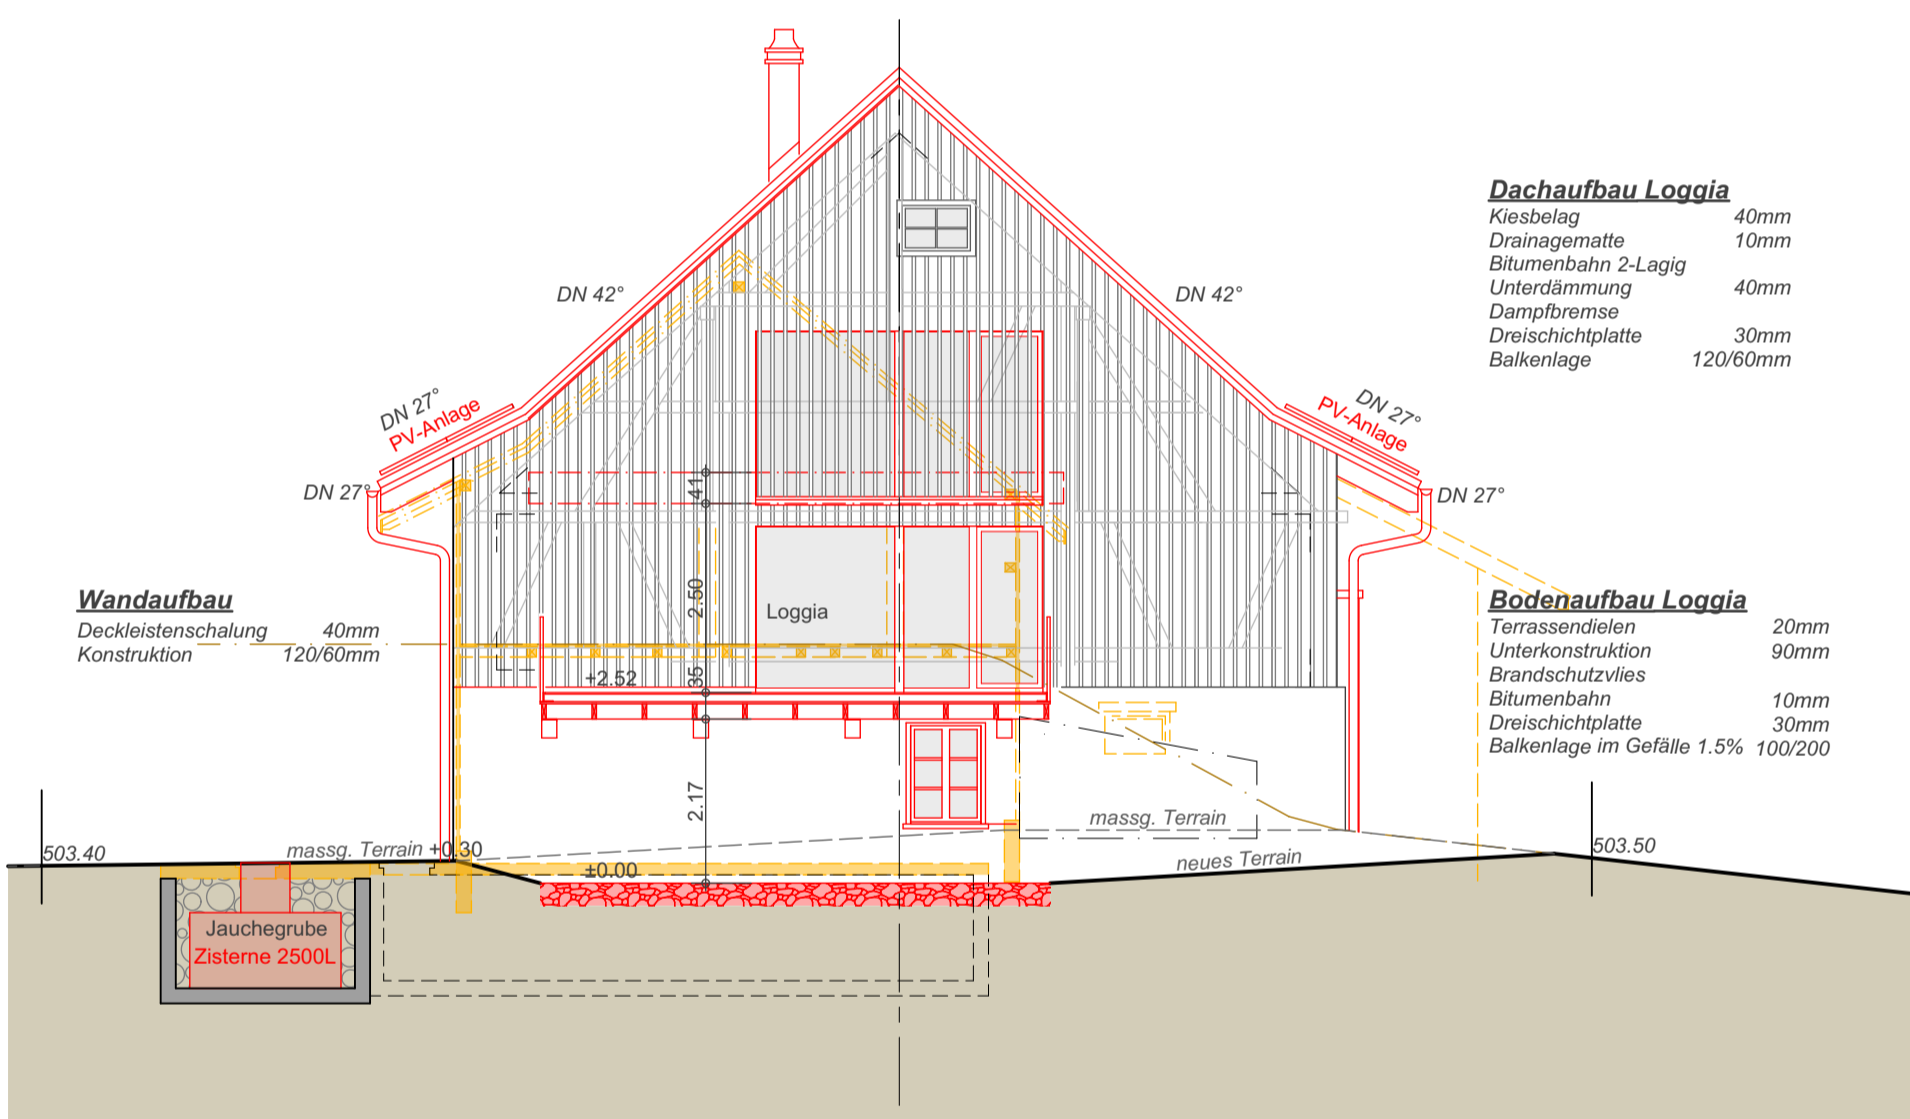 Dachaufbau Loggia
Kiesbelag 40mm
Drainagematte 10mm
Bitumenbahn 2-Lagig
Unterdämmung 40mm
Dampfbremse
Dreischichtplatte 30mm
Balkenlage 120/60mm
DN 42°
DN 42°
DN 27°
PV-Anlage
DN 27°
PV-Anlage
DN 27°
DN 27°
41
2.50
Loggia
Wandaufbau
Deckleistenschalung 40mm
Konstruktion 120/60mm
Bodenaufbau Loggia
Terrassendielen 20mm
Unterkonstruktion 90mm
Brandschutzvlies
Bitumenbahn 10mm
Dreischichtplatte 30mm
Balkenlage im Gefälle 1.5% 100/200
+2.52
35
2.17
massg. Terrain
503.40
massg. Terrain +0.30
±0.00
neues Terrain
503.50
Jauchegrube
Zisterne 2500L